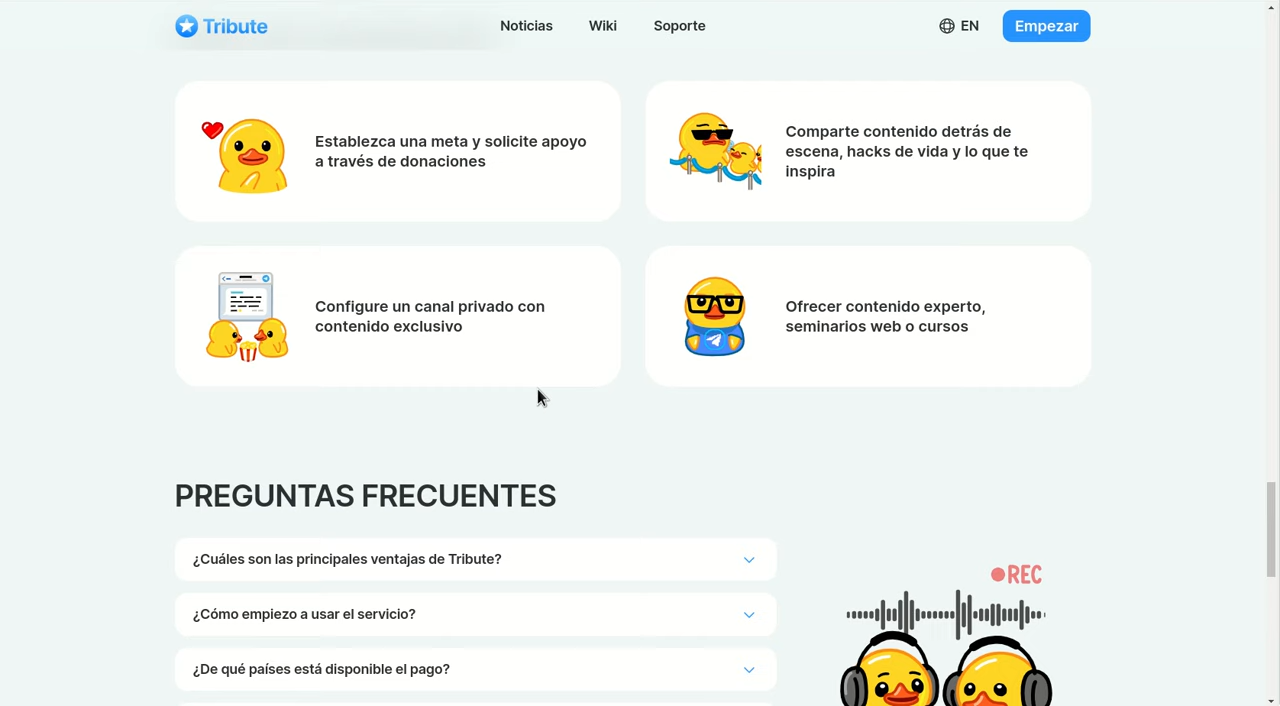 Tribute
Noticias
Wiki
Soporte
EN
Empezar
Establezca una meta y solicite apoyo
a través de donaciones
Comparte contenido detrás de
escena, hacks de vida y lo que te
inspira
Configure un canal privado con
contenido exclusivo
Ofrecer contenido experto,
seminarios web o cursos
PREGUNTAS FRECUENTES
¿Cuáles son las principales ventajas de Tribute?
¿Cómo empiezo a usar el servicio?
¿De qué países está disponible el pago?
REC